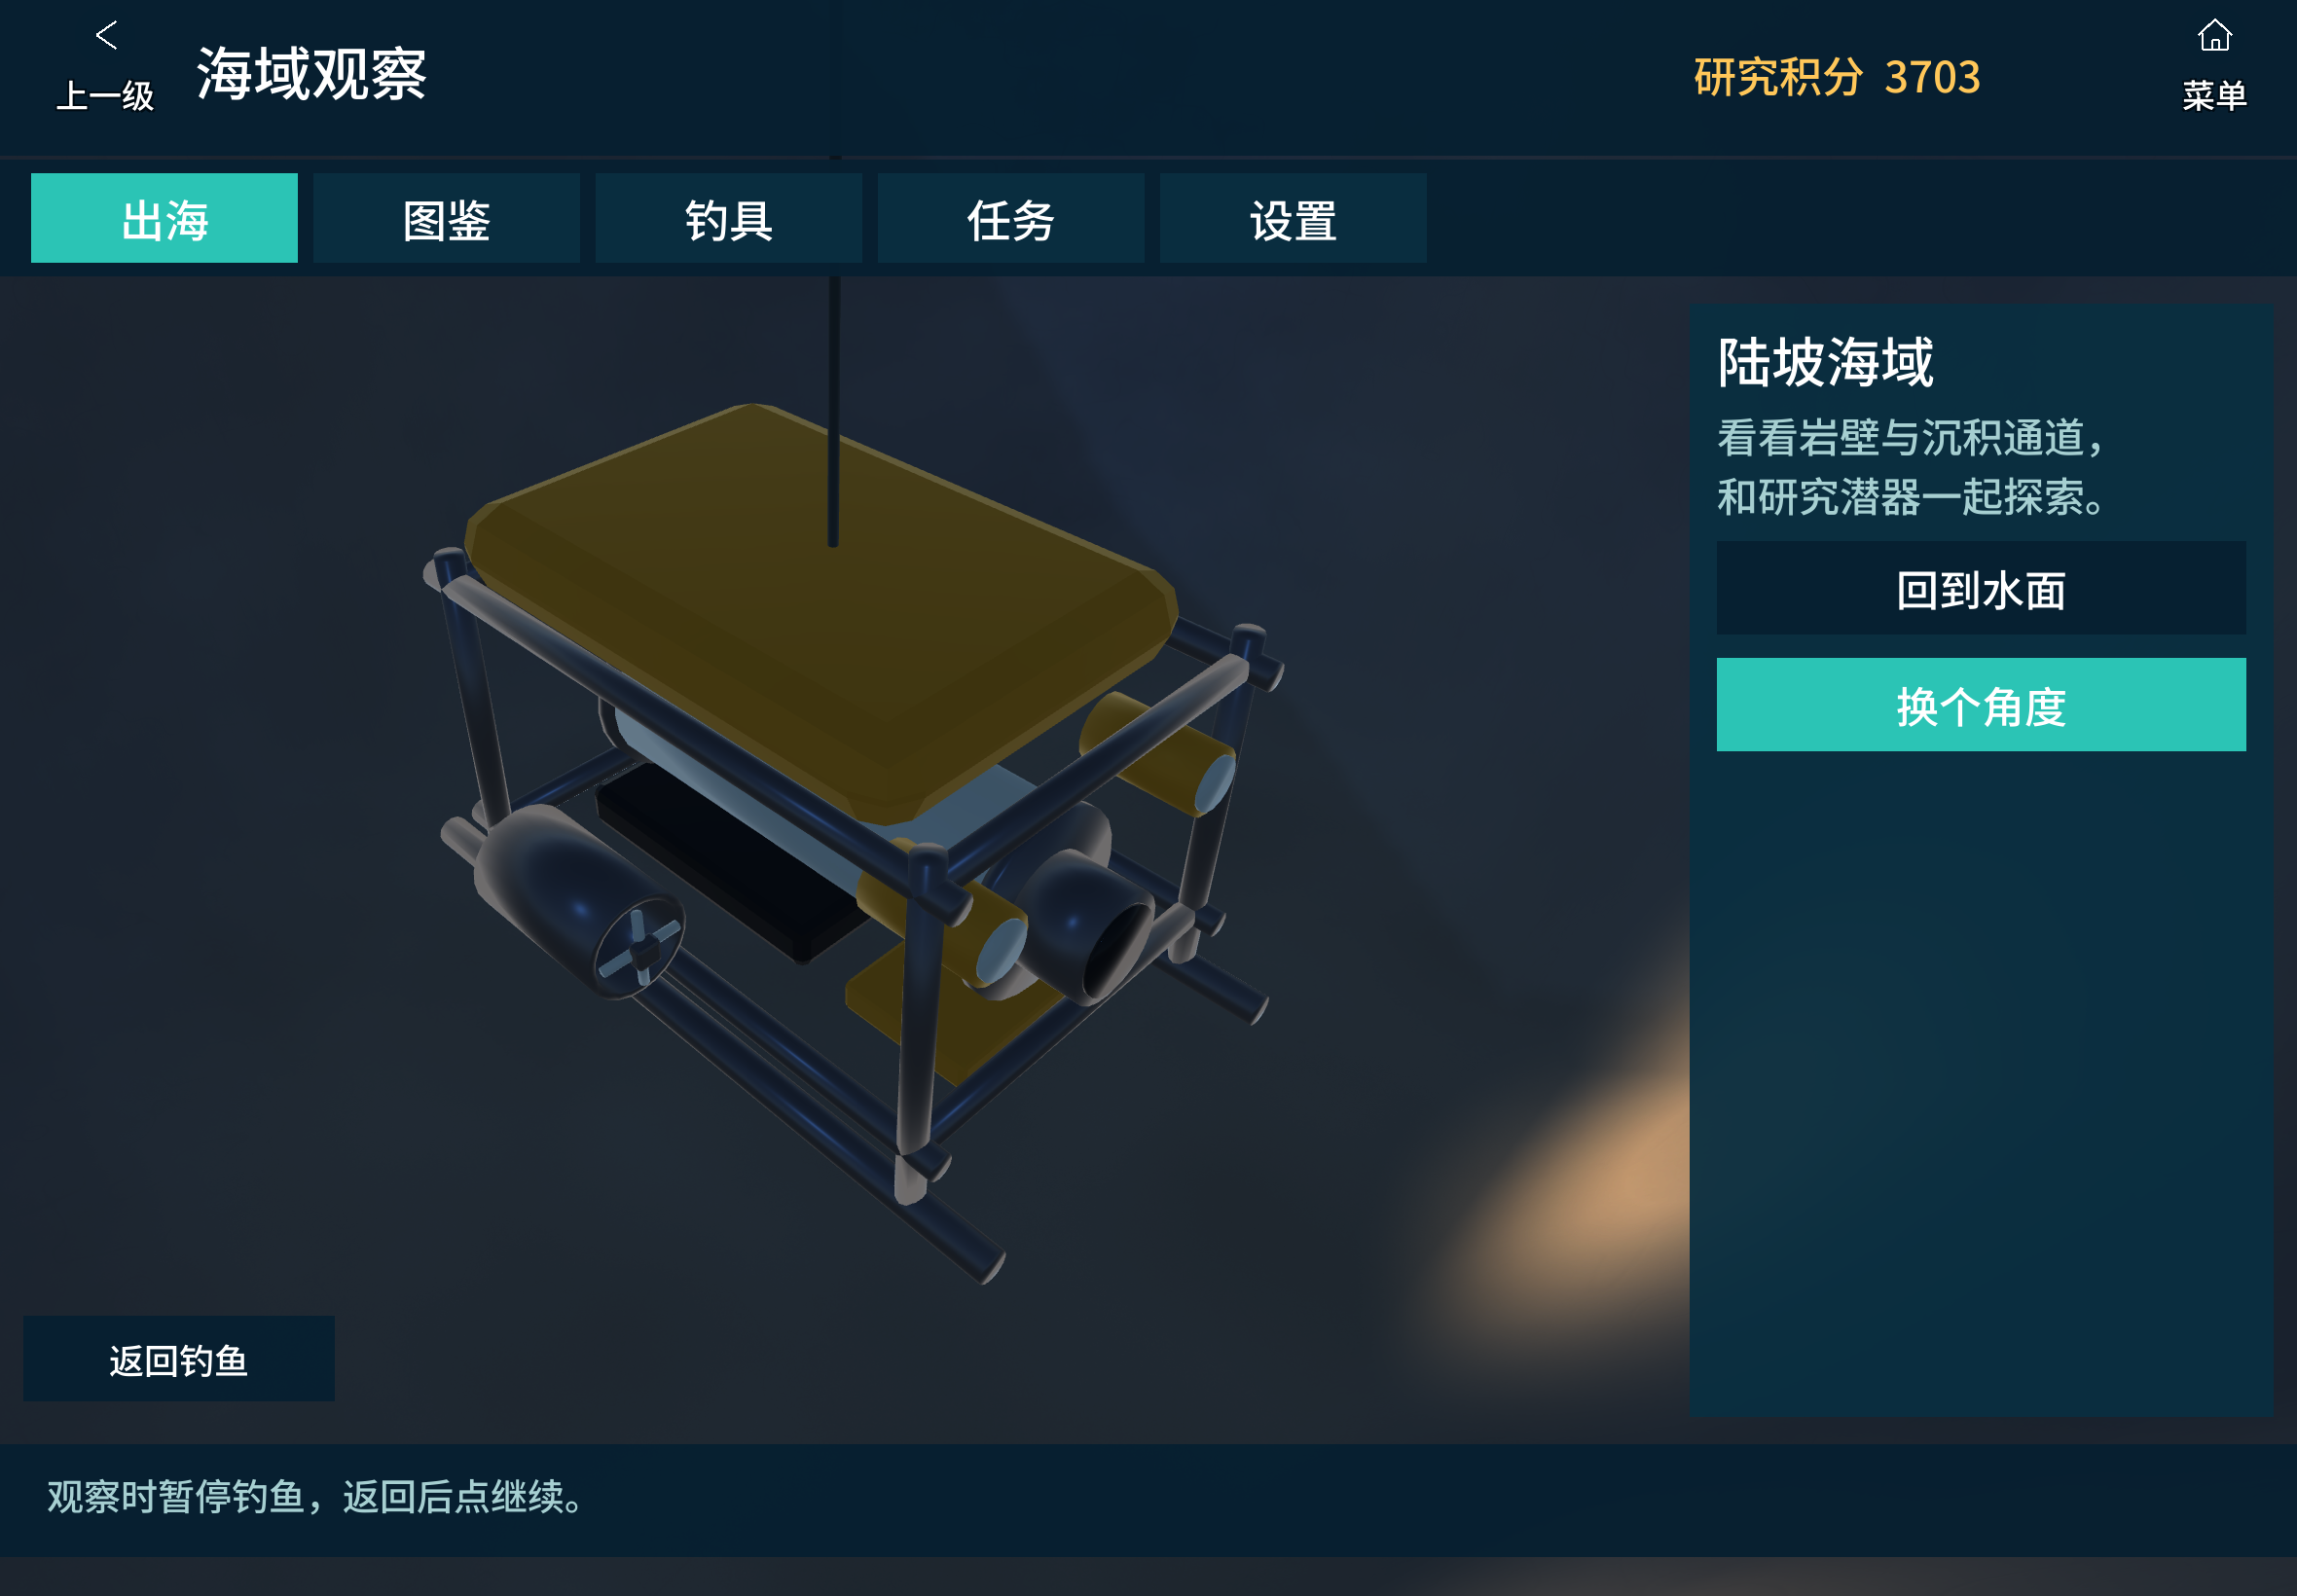 上一级
海域观察
研究积分 3703
菜单
出海
图鉴
钓具
任务
设置
陆坡海域
看看岩壁与沉积通道，
和研究潜器一起探索。
回到水面
换个角度
返回钓鱼
观察时暂停钓鱼，返回后点继续。